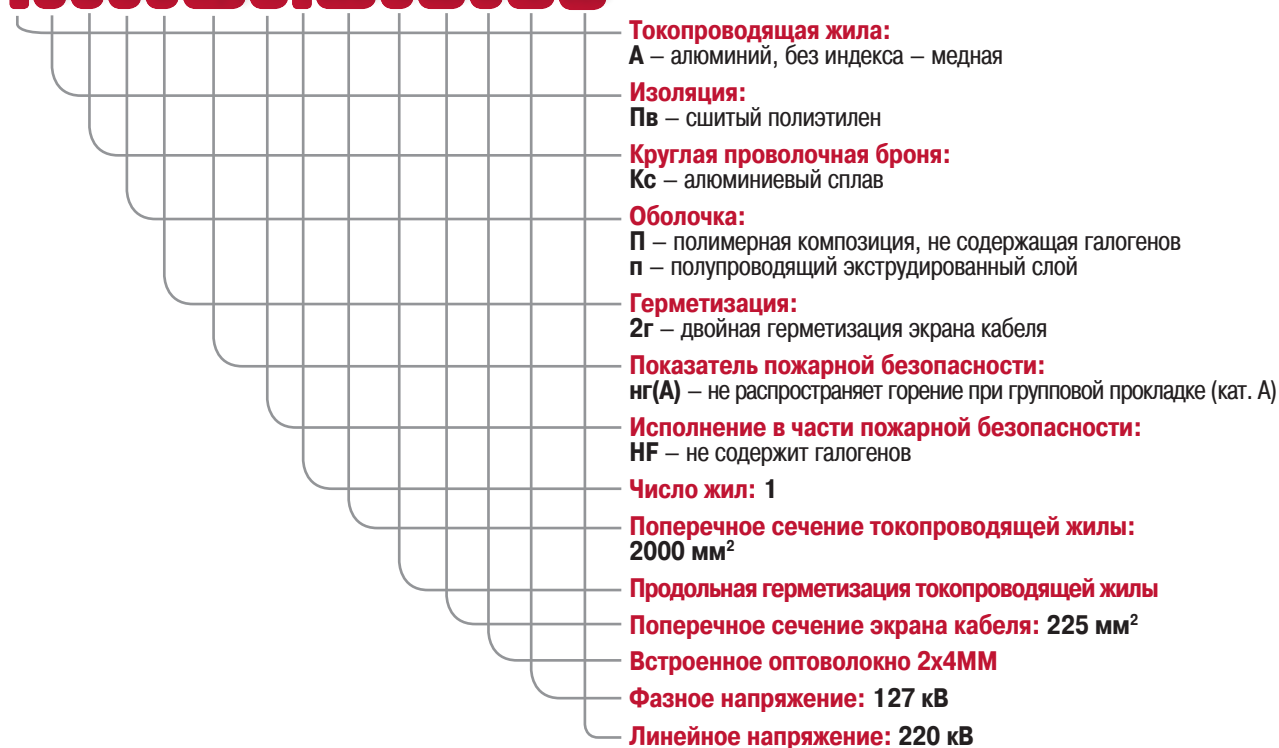 Токопроводящая жила:
А – алюминий, без индекса – медная
Изоляция:
Пв – сшитый полиэтилен
Круглая проволочная броня:
Кс – алюминиевый сплав
Оболочка:
П – полимерная композиция, не содержащая галогенов
п – полупроводящий экструдированный слой
Герметизация:
2г – двойная герметизация экрана кабеля
Показатель пожарной безопасности:
нг(А) – не распространяет горение при групповой прокладке (кат. А)
Исполнение в части пожарной безопасности:
HF – не содержит галогенов
Число жил: 1
Поперечное сечение токопроводящей жилы:
2000 мм²
Продольная герметизация токопроводящей жилы
Поперечное сечение экрана кабеля: 225 мм²
Встроенное оптоволокно 2х4ММ
Фазное напряжение: 127 кВ
Линейное напряжение: 220 кВ